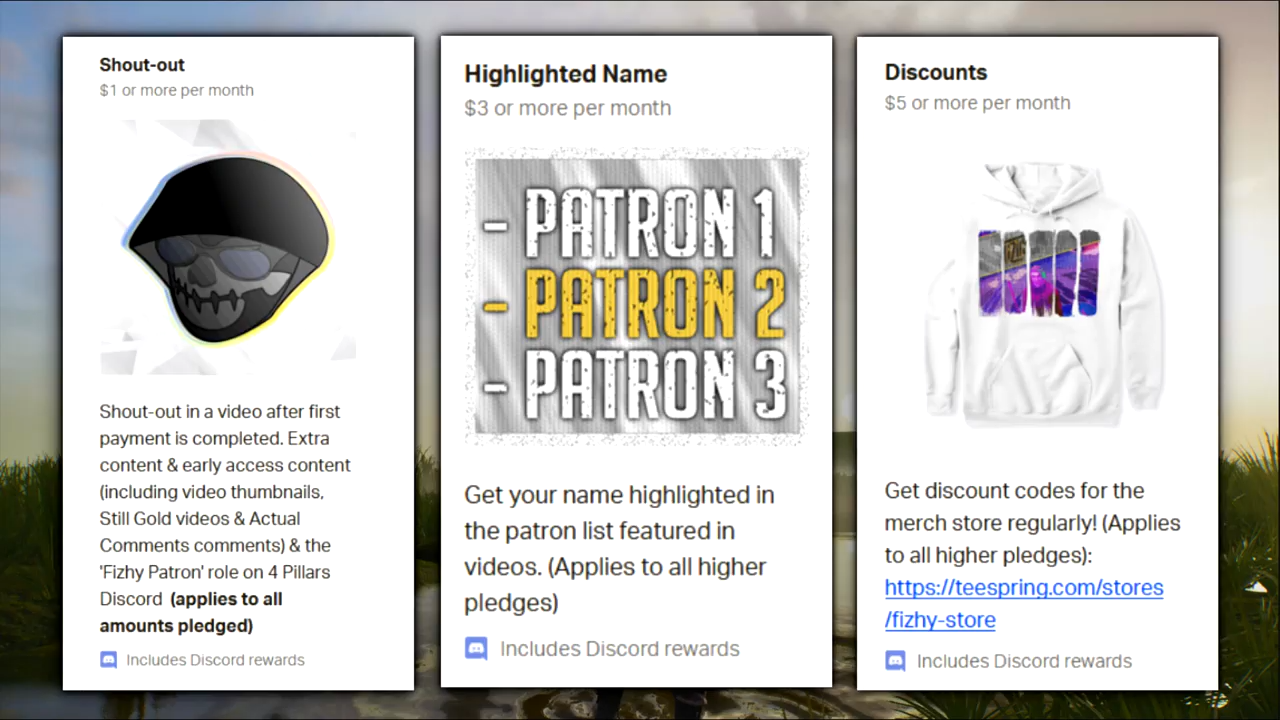 Shout-out
$1 or more per month
Shout-out in a video after first
payment is completed. Extra
content & early access content
(including video thumbnails,
Still Gold videos & Actual
Comments comments) & the
'Fizhy Patron' role on 4 Pillars
Discord (applies to all
amounts pledged)
Includes Discord rewards
Highlighted Name
$3 or more per month
- PATRON 1
- PATRON 2
- PATRON 3
Get your name highlighted in
the patron list featured in
videos. (Applies to all higher
pledges)
Includes Discord rewards
Discounts
$5 or more per month
Get discount codes for the
merch store regularly! (Applies
to all higher pledges):
https://teespring.com/stores
/fizhy-store
Includes Discord rewards